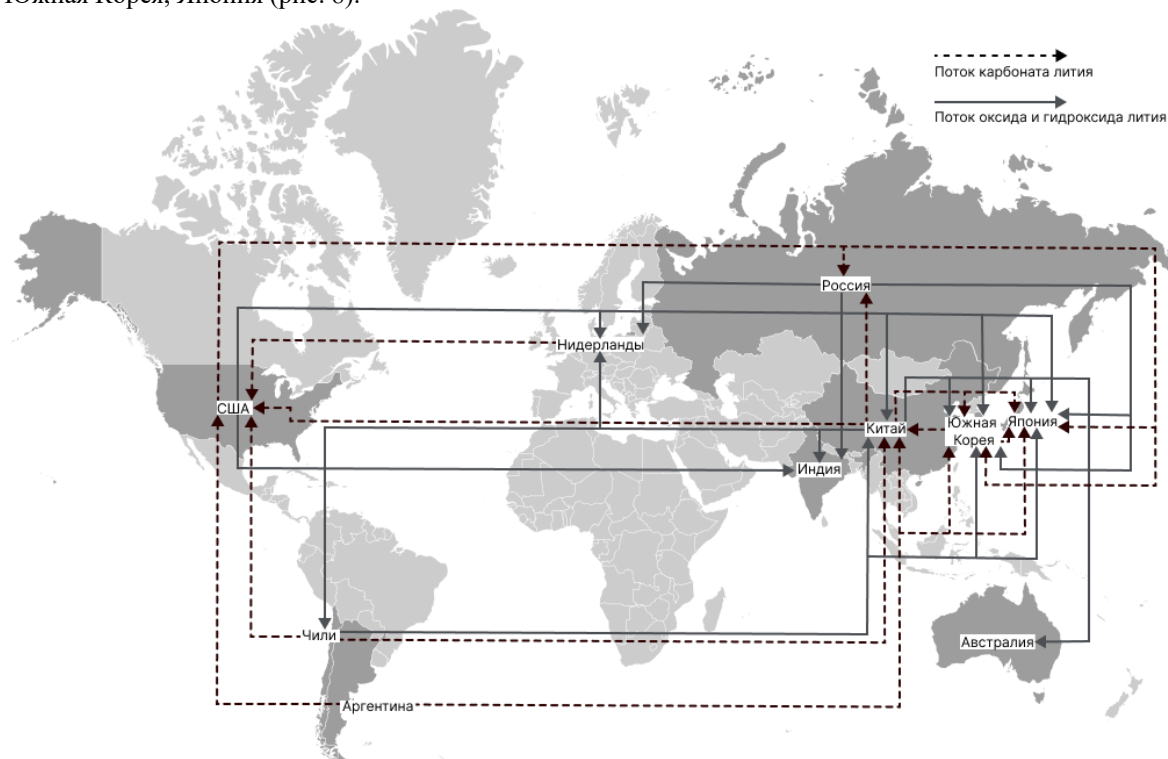 Южная Корея, Япония (рис. 8).
Поток карбоната лития
Поток оксида и гидроксида лития
Россия
Нидерланды
США
Китай
Южная
Корея
Япония
Индия
Чили
Австралия
Аргентина